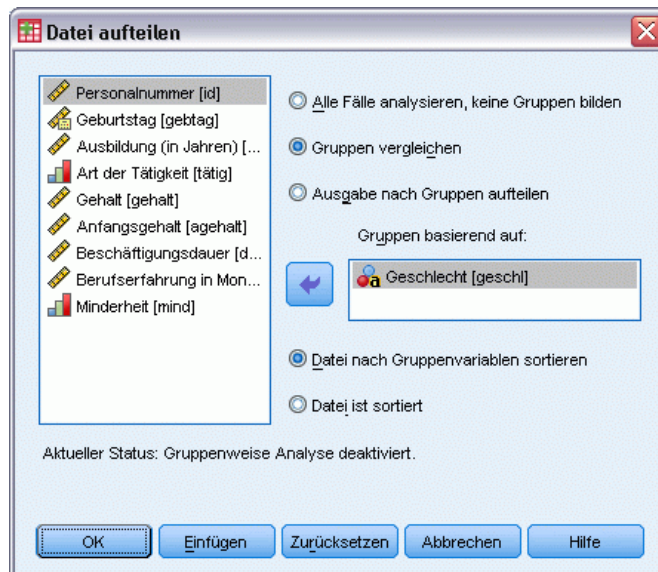 Datei aufteilen
Personalnummer [id]
Geburtstag [gebtag]
Ausbildung (in Jahren) [...
Art der Tätigkeit [tätig]
Gehalt [gehalt]
Anfangsgehalt [agehalt]
Beschäftigungsdauer [d...
Berufserfahrung in Mon...
Minderheit [mind]
Alle Fälle analysieren, keine Gruppen bilden
Gruppen vergleichen
Ausgabe nach Gruppen aufteilen
Gruppen basierend auf:
a Geschlecht [geschl]
Datei nach Gruppenvariablen sortieren
Datei ist sortiert
Aktueller Status: Gruppenweise Analyse deaktiviert.
OK
Einfügen
Zurücksetzen
Abbrechen
Hilfe